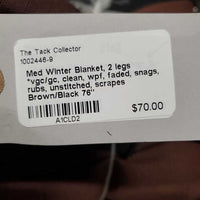 The Tack Collector
1002446-9
Med Winter Blanket, 2 legs
*vgc/gc, clean, wpf, faded, snags,
rubs, unstitched, scrapes
Brown/Black 76"
$70.00
A1CLD2